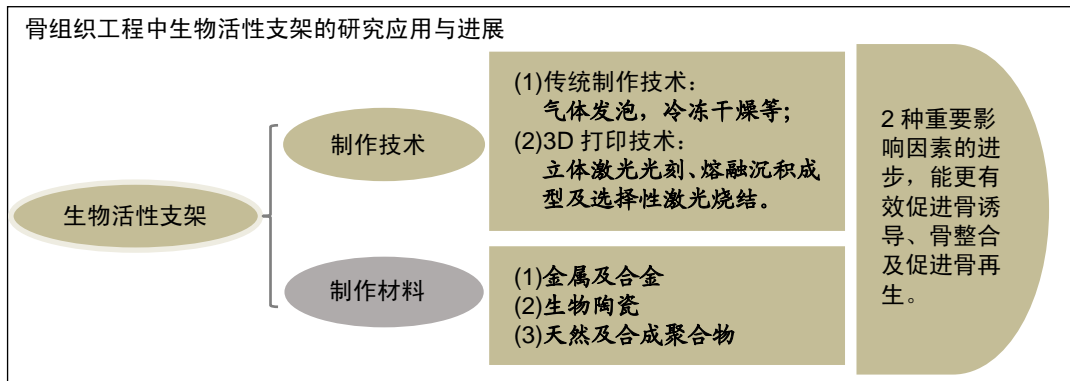 骨组织工程中生物活性支架的研究应用与进展
生物活性支架
制作技术
(1)传统制作技术：
气体发泡，冷冻干燥等；
(2)3D 打印技术：
立体激光光刻、熔融沉积成
型及选择性激光烧结。
制作材料
(1)金属及合金
(2)生物陶瓷
(3)天然及合成聚合物
2 种重要影
响因素的进
步，能更有
效促进骨诱
导、骨整合
及促进骨再
生。